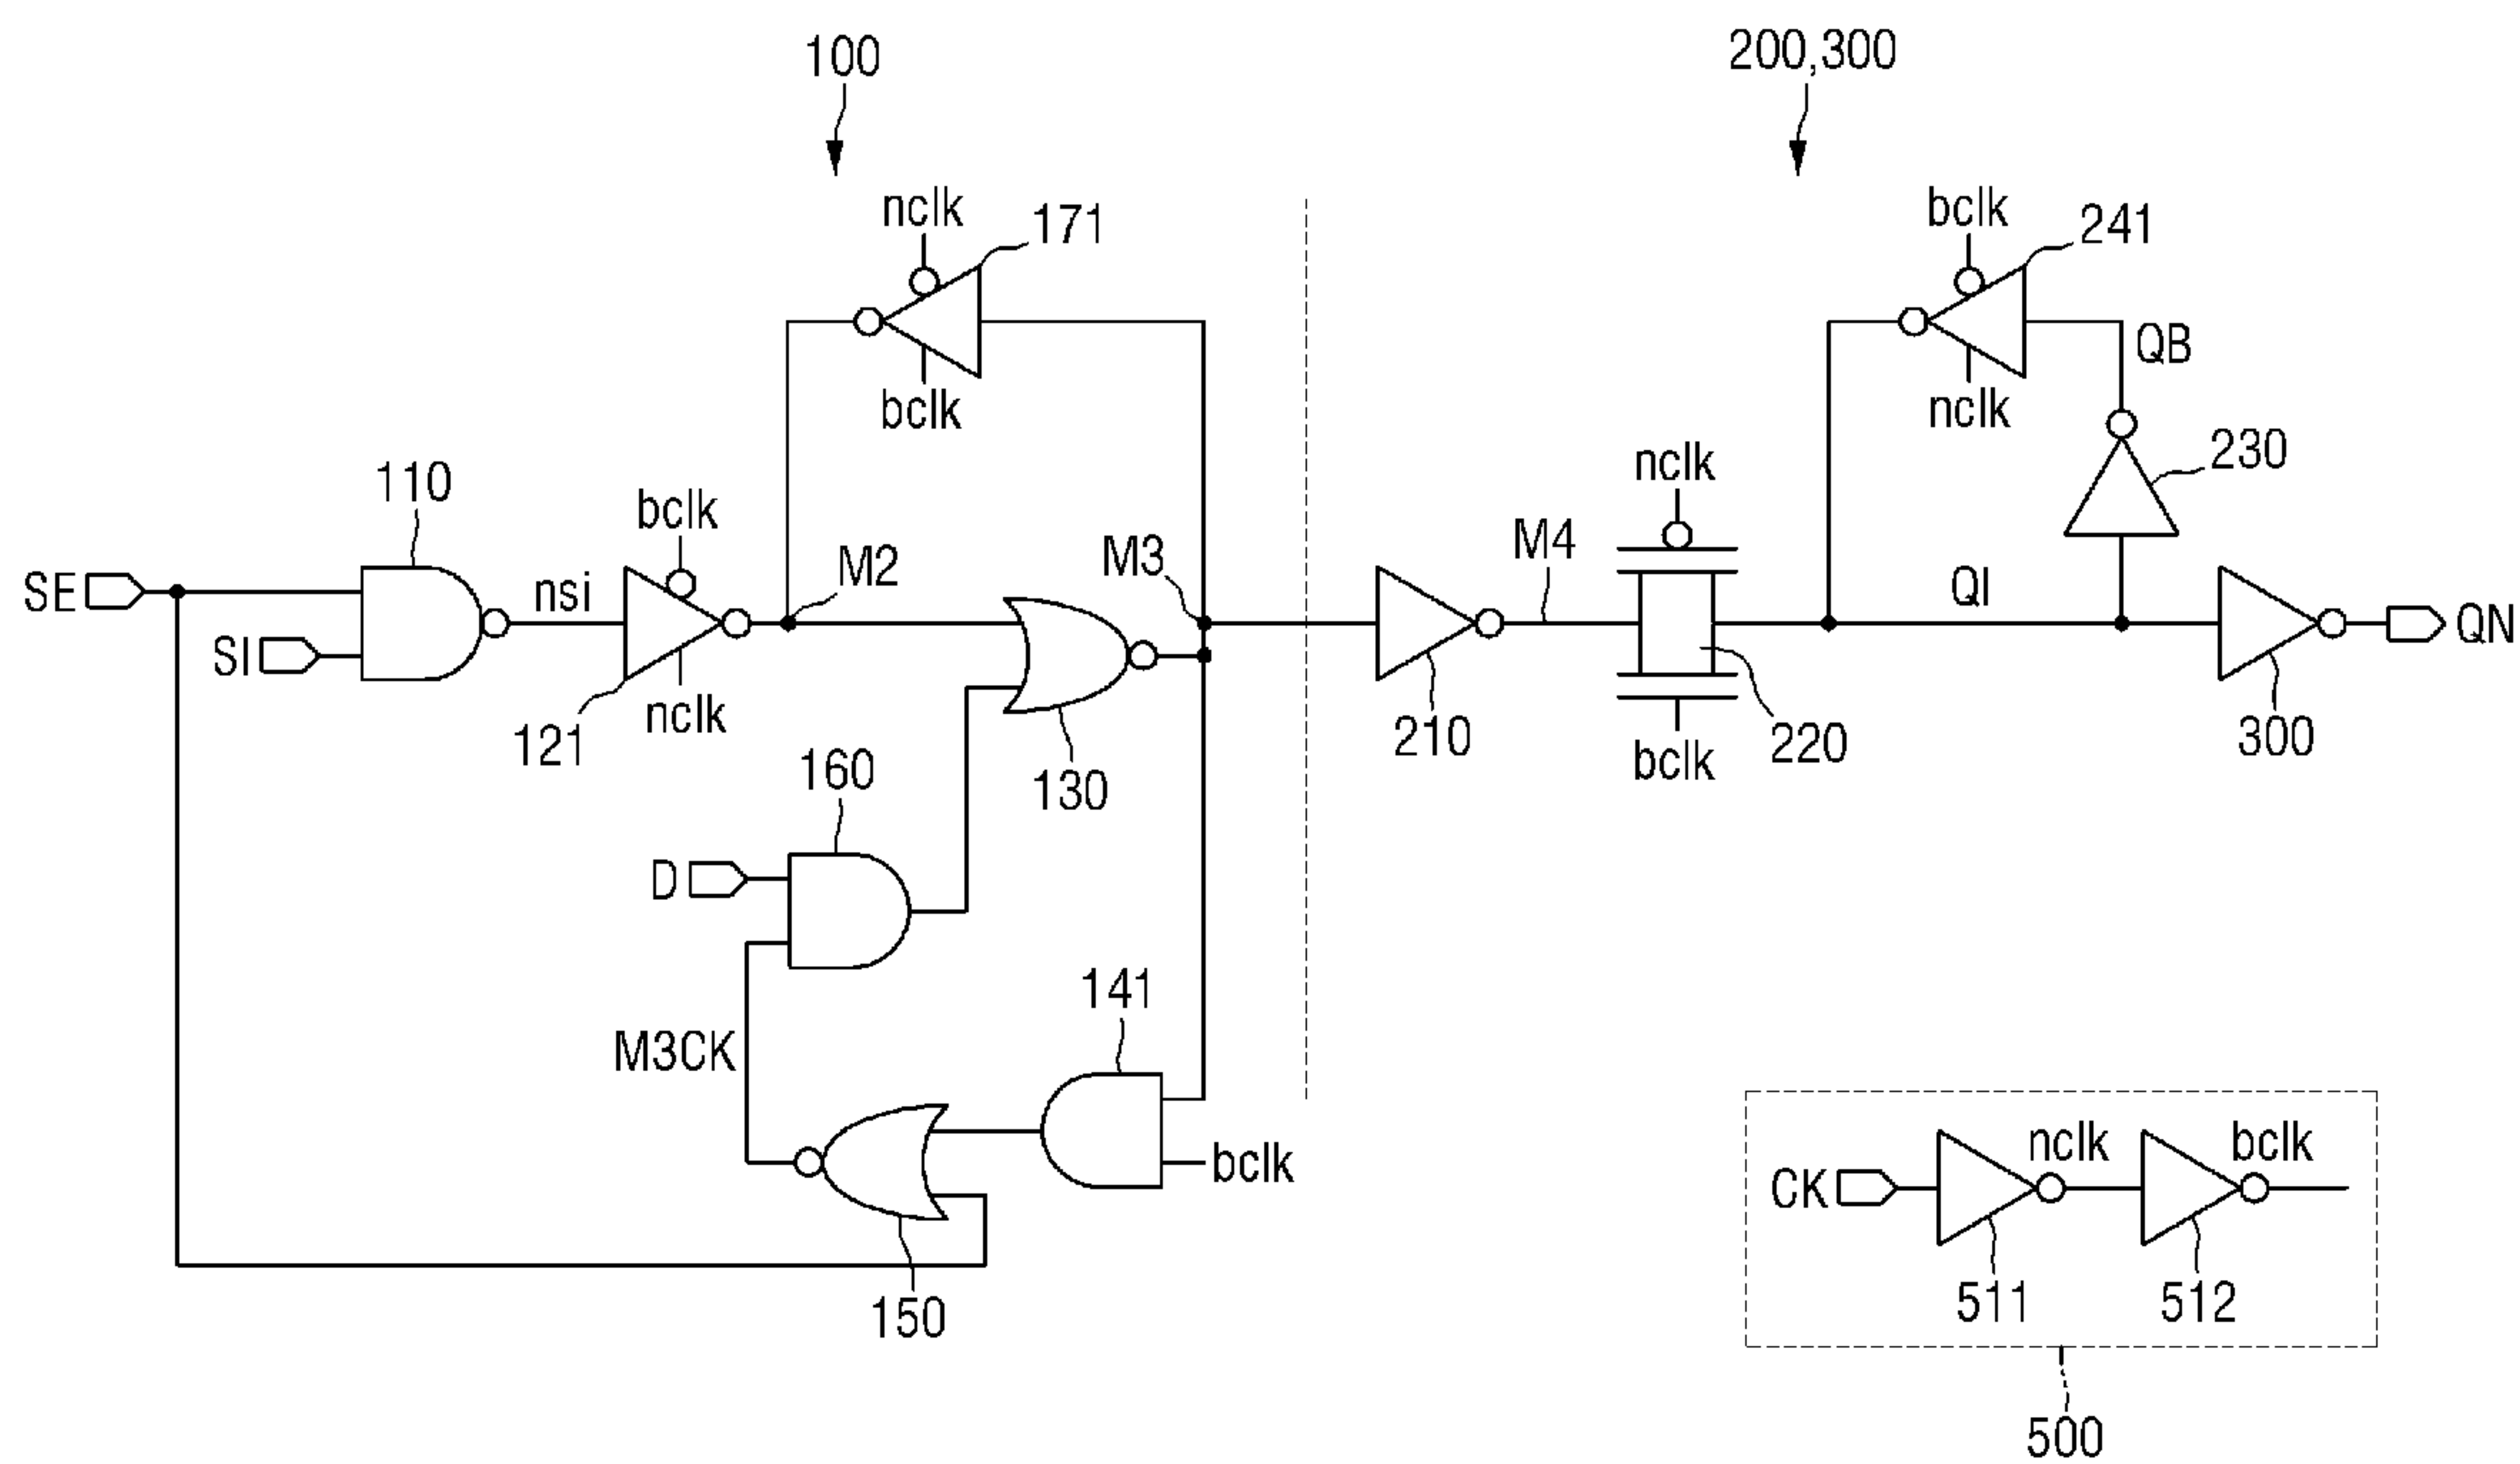 100
200,300
nclk
171
bclk
bclk
241
nclk
QB
230
110
bclk
nsi
SE
SI
121
nclk
M2
M3
130
M4
nclk
220
bclk
210
QI
300
QN
160
D
M3CK
141
bclk
150
CK
nclk
bclk
511
512
500